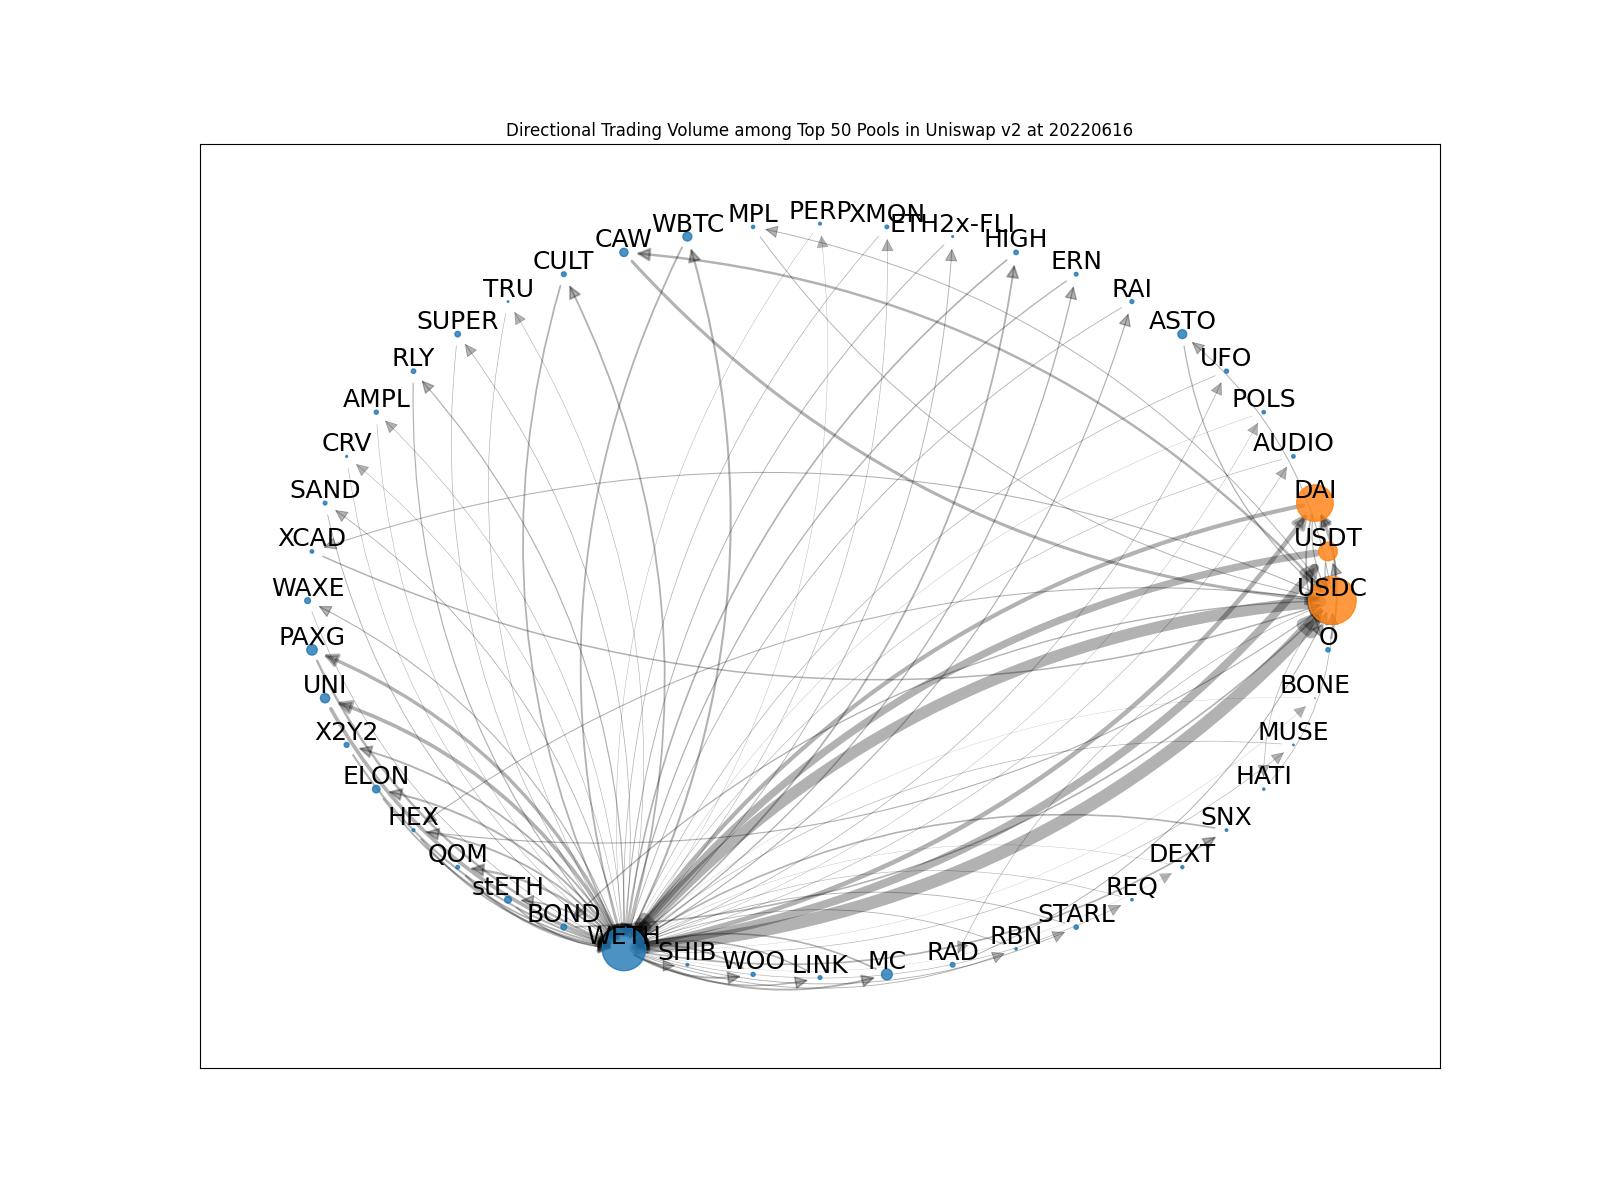 Directional Trading Volume among Top 50 Pools in Uniswap v2 at 20220616
MPL
PERP
XMON
WBTC
ETH2x-FLI
CAW
HIGH
CULT
ERN
TRU
RAI
SUPER
ASTO
RLY
UFO
AMPL
POLS
CRV
AUDIO
SAND
DAI
XCAD
USDT
WAXE
USDC
PAXG
O
UNI
BONE
X2Y2
MUSE
ELON
HATI
HEX
SNX
QOM
DEXT
stETH
REQ
BOND
STARL
WETH
RBN
SHIB
RAD
WOO
LINK
MC